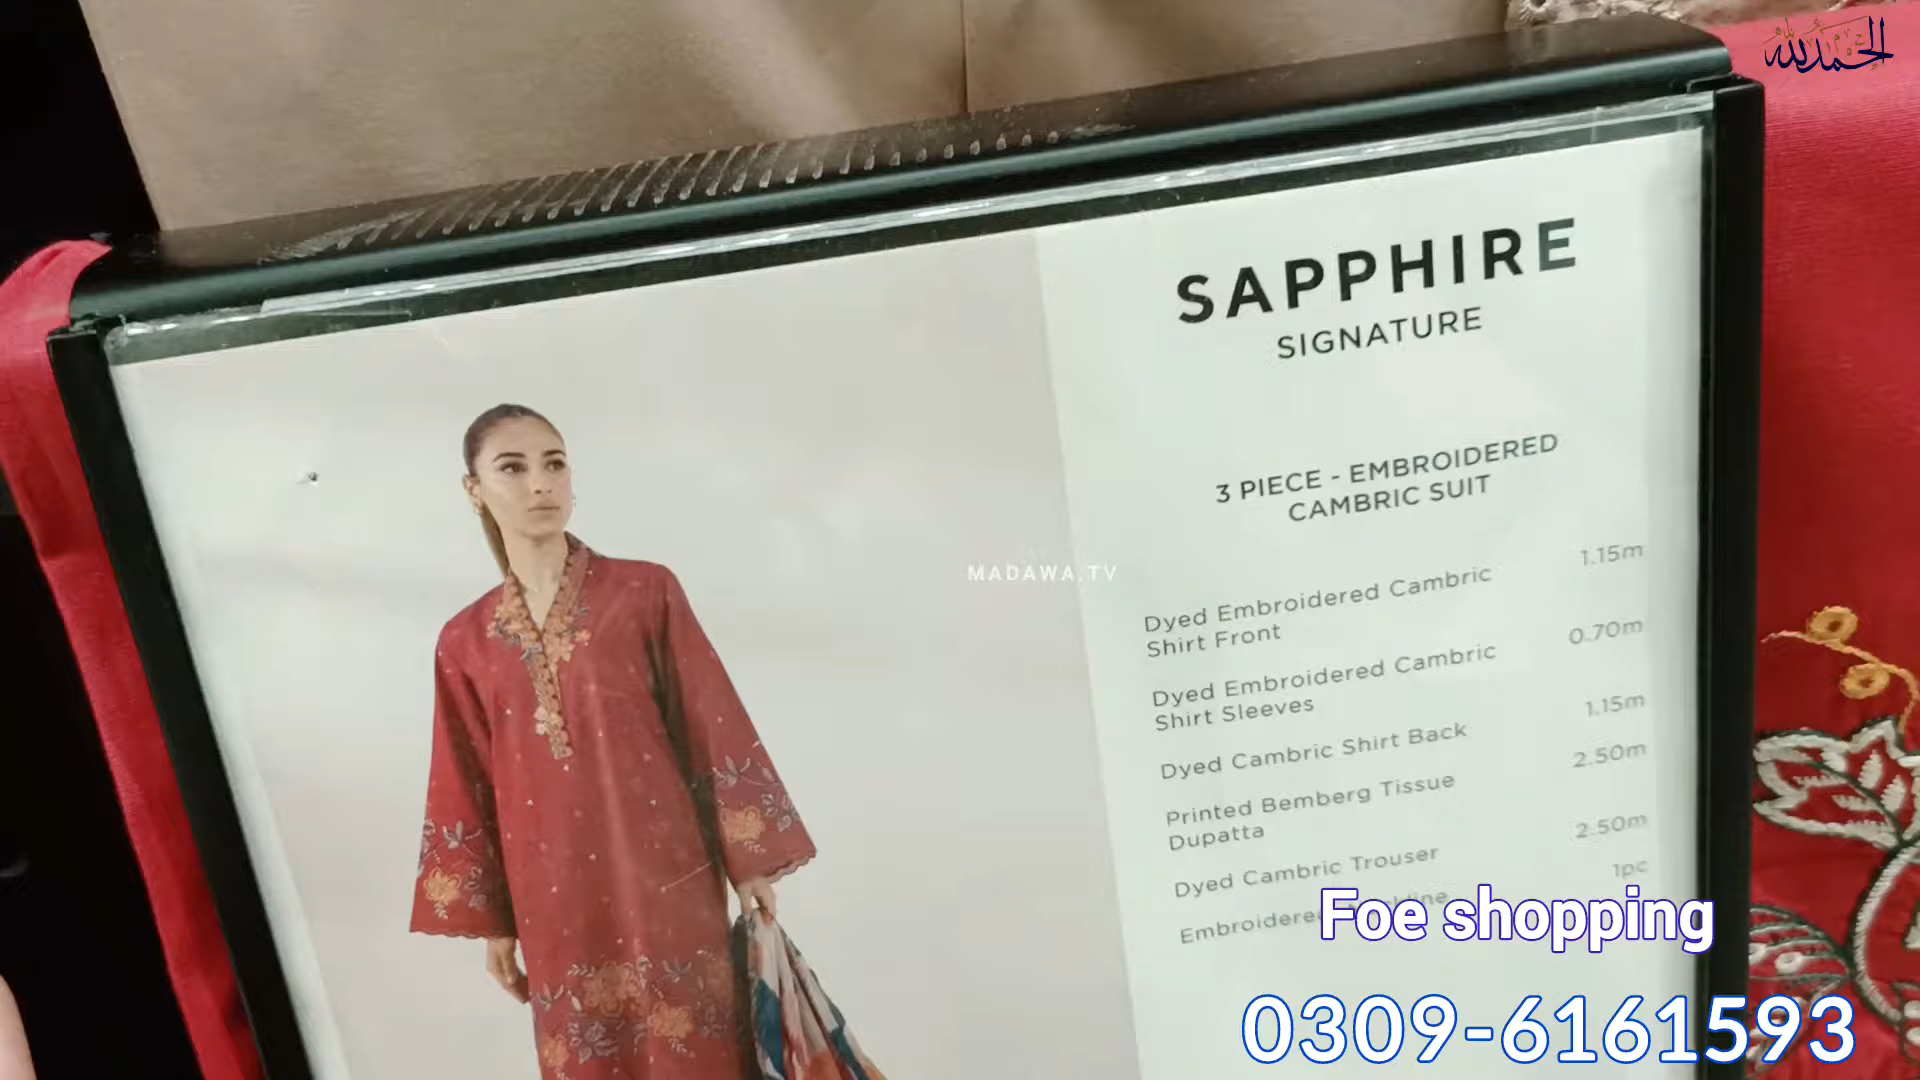 الحمدلله
SAPPHIRE
SIGNATURE
3 PIECE - EMBROIDERED
CAMBRIC SUIT
Dyed Embroidered Cambric 1.15m
Shirt Front
Dyed Embroidered Cambric 0.70m
Shirt Sleeves
Dyed Cambric Shirt Back 1.15m
Printed Bemberg Tissue 2.50m
Dupatta
Dyed Cambric Trouser 2.50m
Embroidered 1pc
MADAWA.TV
Foe shopping
0309-6161593